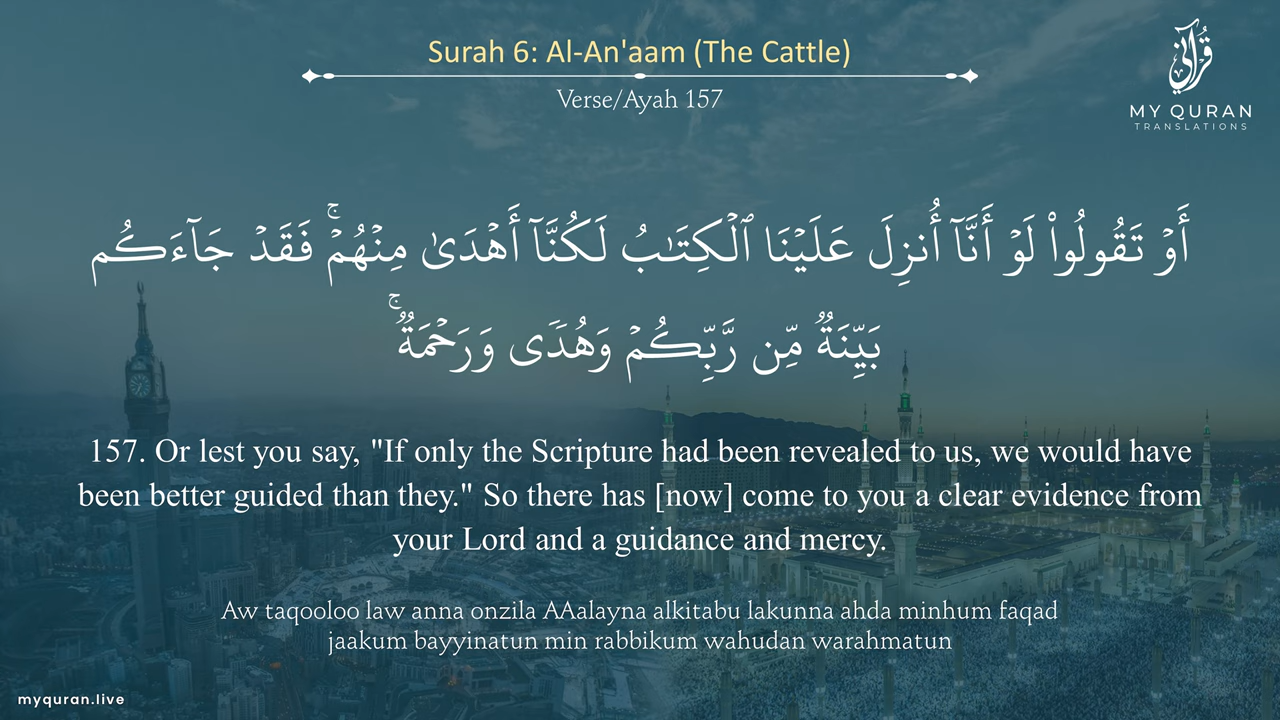 Surah 6: Al-An'aam (The Cattle)
Verse/Ayah 157
قرآني
MY QURAN
TRANSLATIONS
أَوۡ تَقُولُواْ لَوۡ أَنَّآ أُنزِلَ عَلَيۡنَا ٱلۡكِتَٰبُ لَكُنَّآ أَهۡدَىٰ مِنۡهُمۡۚ فَقَدۡ جَآءَكُم
بَيِّنَةٞ مِّن رَّبِّكُمۡ وَهُدٗى وَرَحۡمَةٞۚ
157. Or lest you say, "If only the Scripture had been revealed to us, we would have
been better guided than they." So there has [now] come to you a clear evidence from
your Lord and a guidance and mercy.
Aw taqooloo law anna onzila AAalayna alkitabu lakunna ahda minhum faqad
jaakum bayyinatun min rabbikum wahudan warahmatun
myquran.live